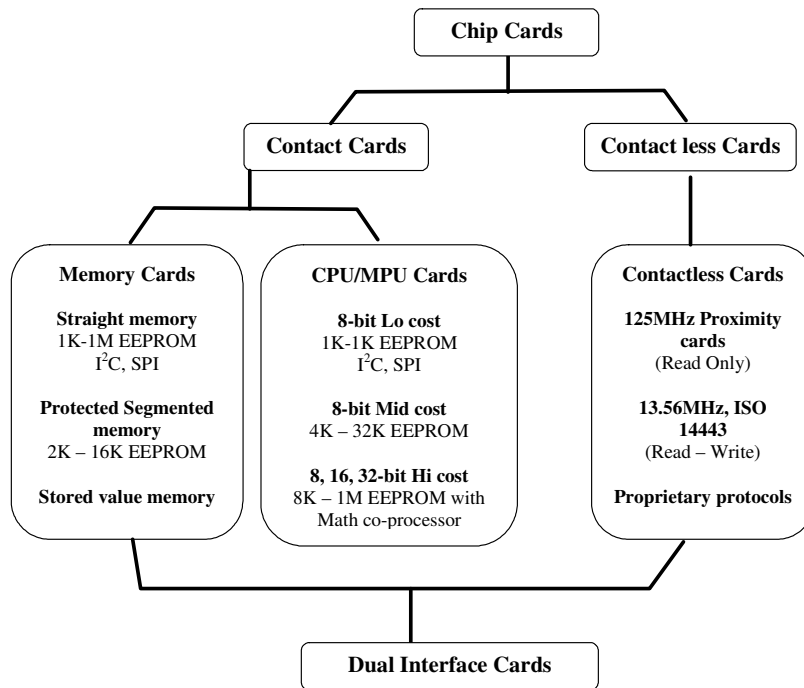 Chip Cards
Contact Cards
Contact less Cards
Memory Cards
Straight memory
1K-1M EEPROM
I²C, SPI
Protected Segmented
memory
2K – 16K EEPROM
Stored value memory
CPU/MPU Cards
8-bit Lo cost
1K-1K EEPROM
I²C, SPI
8-bit Mid cost
4K – 32K EEPROM
8, 16, 32-bit Hi cost
8K – 1M EEPROM with
Math co-processor
Contactless Cards
125MHz Proximity
cards
(Read Only)
13.56MHz, ISO
14443
(Read – Write)
Proprietary protocols
Dual Interface Cards